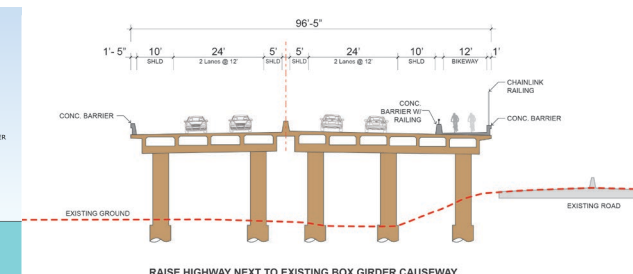 96'-5"
1'- 5" 10' 24' 5' 5' 24' 10' 12' 1'
SHLD 2 Lanes @ 12' SHLD SHLD 2 Lanes @ 12' SHLD BIKEWAY
CHAINLINK
RAILING
CONC. BARRIER
CONC.
BARRIER W/
RAILING
CONC. BARRIER
ER
EXISTING GROUND
EXISTING ROAD
RAISE HIGHWAY NEXT TO EXISTING BOX GIRDER CAUSEWAY